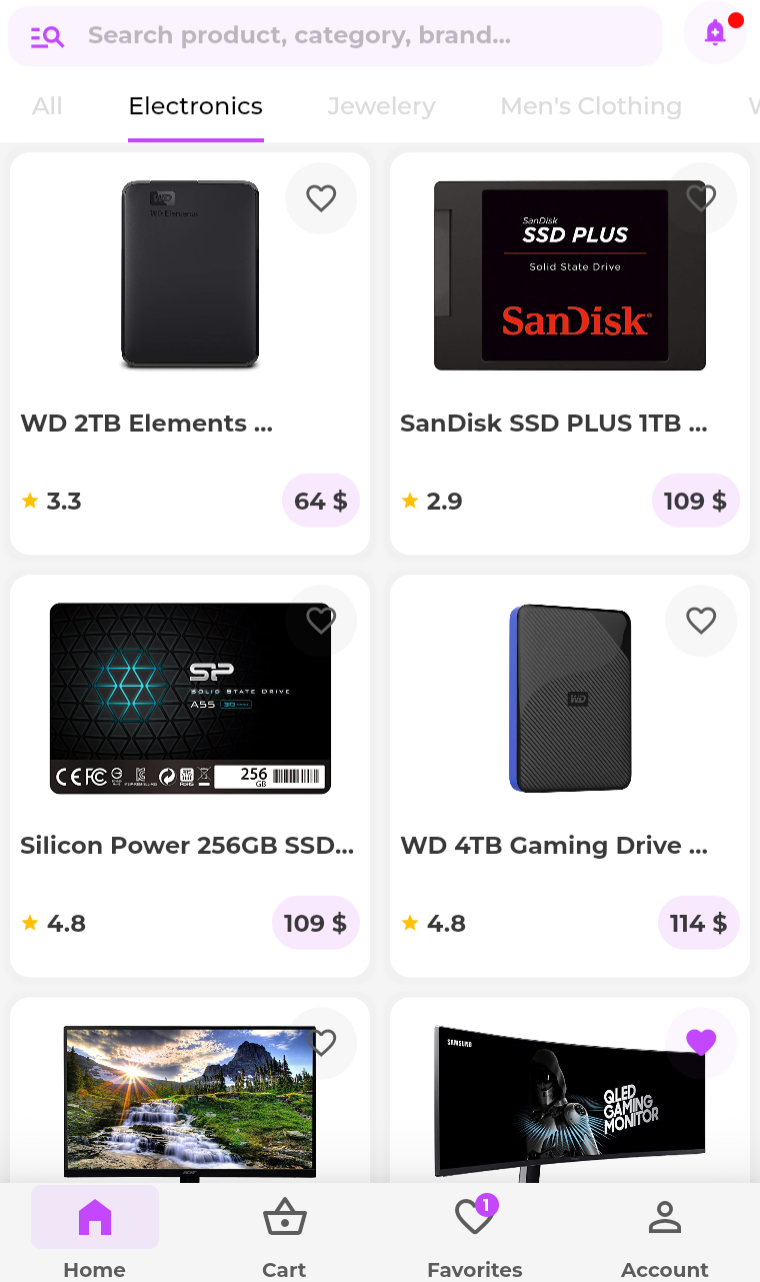 Search product, category, brand...
All Electronics Jewelery Men's Clothing
WD
WD Elements
SanDisk
SSD PLUS
Solid State Drive
SanDisk
WD 2TB Elements ...
SanDisk SSD PLUS 1TB ...
3.3
64 $
2.9
109 $
SP
SOLID STATE DRIVE
A55
256
GB
WD
Silicon Power 256GB SSD...
WD 4TB Gaming Drive ...
4.8
109 $
4.8
114 $
acer
SAMSUNG
QLED
GAMING
MONITOR
1
Home Cart Favorites Account